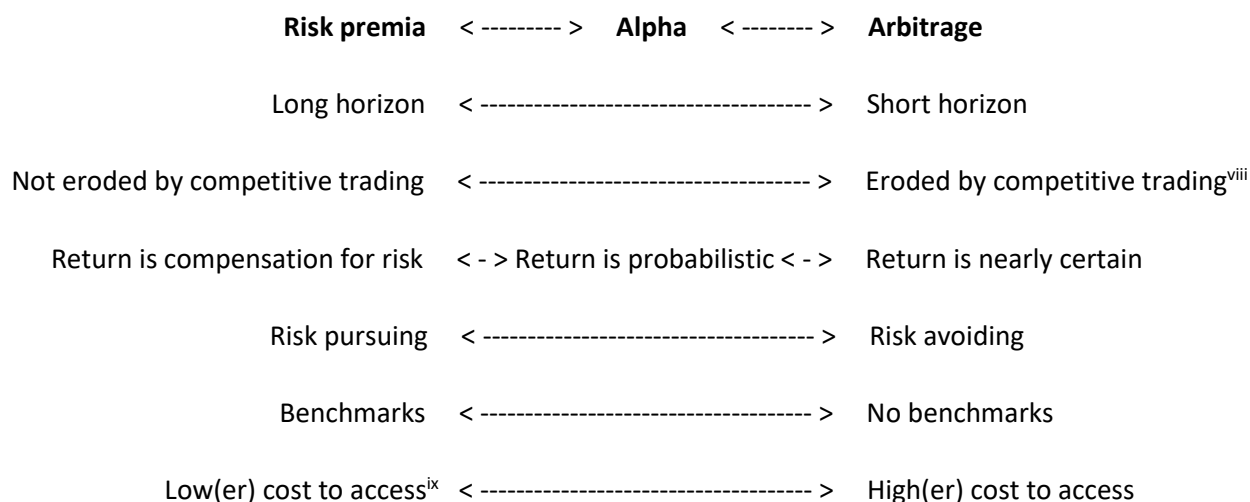 Risk premia < --------- > Alpha < -------- > Arbitrage
Long horizon < ----------------------------------- > Short horizon
Not eroded by competitive trading < ----------------------------------- > Eroded by competitive trading^viii
Return is compensation for risk < - > Return is probabilistic < - > Return is nearly certain
Risk pursuing < ----------------------------------- > Risk avoiding
Benchmarks < ----------------------------------- > No benchmarks
Low(er) cost to access^ix < ----------------------------------- > High(er) cost to access